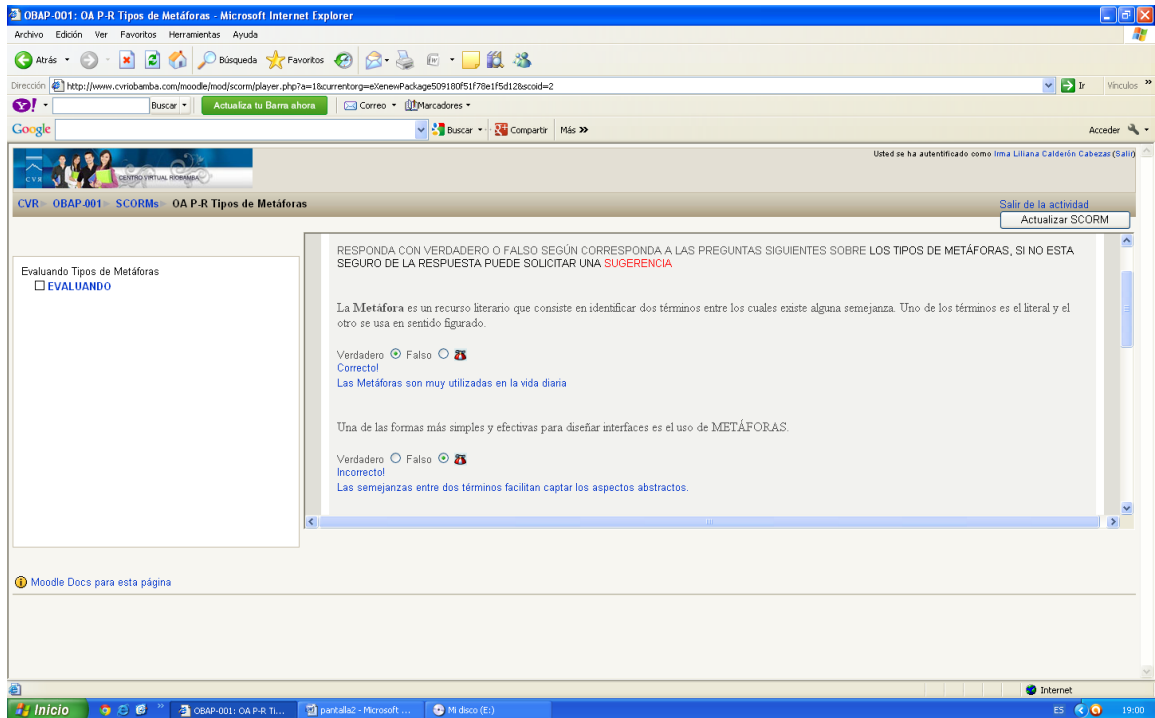 OBAP-001: OA P-R Tipos de Metáforas - Microsoft Internet Explorer
Archivo Edición Ver Favoritos Herramientas Ayuda
Atrás Búsqueda Favoritos
Dirección http://www.cvriobamba.com/moodle/mod/scorm/player.php?a=1&currentorg=eXenewPackage509180f51f78e1f5d12&scoid=2 Ir Vínculos »
Y! Buscar Actualiza tu Barra ahora Correo Marcadores
Google Buscar Compartir Más » Acceder
CVR CENTRO VIRTUAL RIOBAMBA Usted se ha autentificado como Irma Liliana Calderón Cabezas (Salir)
CVR ► OBAP-001 ► SCORMs ► OA P-R Tipos de Metáforas Salir de la actividad
Actualizar SCORM
Evaluando Tipos de Metáforas
EVALUANDO
RESPONDA CON VERDADERO O FALSO SEGÚN CORRESPONDA A LAS PREGUNTAS SIGUIENTES SOBRE LOS TIPOS DE METÁFORAS, SI NO ESTA
SEGURO DE LA RESPUESTA PUEDE SOLICITAR UNA SUGERENCIA
La Metáfora es un recurso literario que consiste en identificar dos términos entre los cuales existe alguna semejanza. Uno de los términos es el literal y el
otro se usa en sentido figurado.
Verdadero Falso
Correcto!
Las Metáforas son muy utilizadas en la vida diaria
Una de las formas más simples y efectivas para diseñar interfaces es el uso de METÁFORAS.
Verdadero Falso
Incorrecto!
Las semejanzas entre dos términos facilitan captar los aspectos abstractos.
Moodle Docs para esta página
Internet
Inicio » OBAP-001: OA P-R Ti... pantalla2 - Microsoft ... Mi disco (E:) ES 19:00